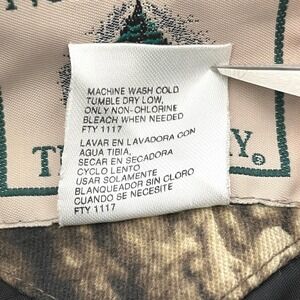 MACHINE WASH COLD
TUMBLE DRY LOW,
ONLY NON-CHLORINE
BLEACH WHEN NEEDED
FTY 1117
LAVAR EN LAVADORA CON
AGUA TIBIA,
SECAR EN SECADORA
CYCLO LENTO
USAR SOLAMENTE
BLANQUEADOR SIN CLORO
CUANDO SE NECESITE
FTY 1117